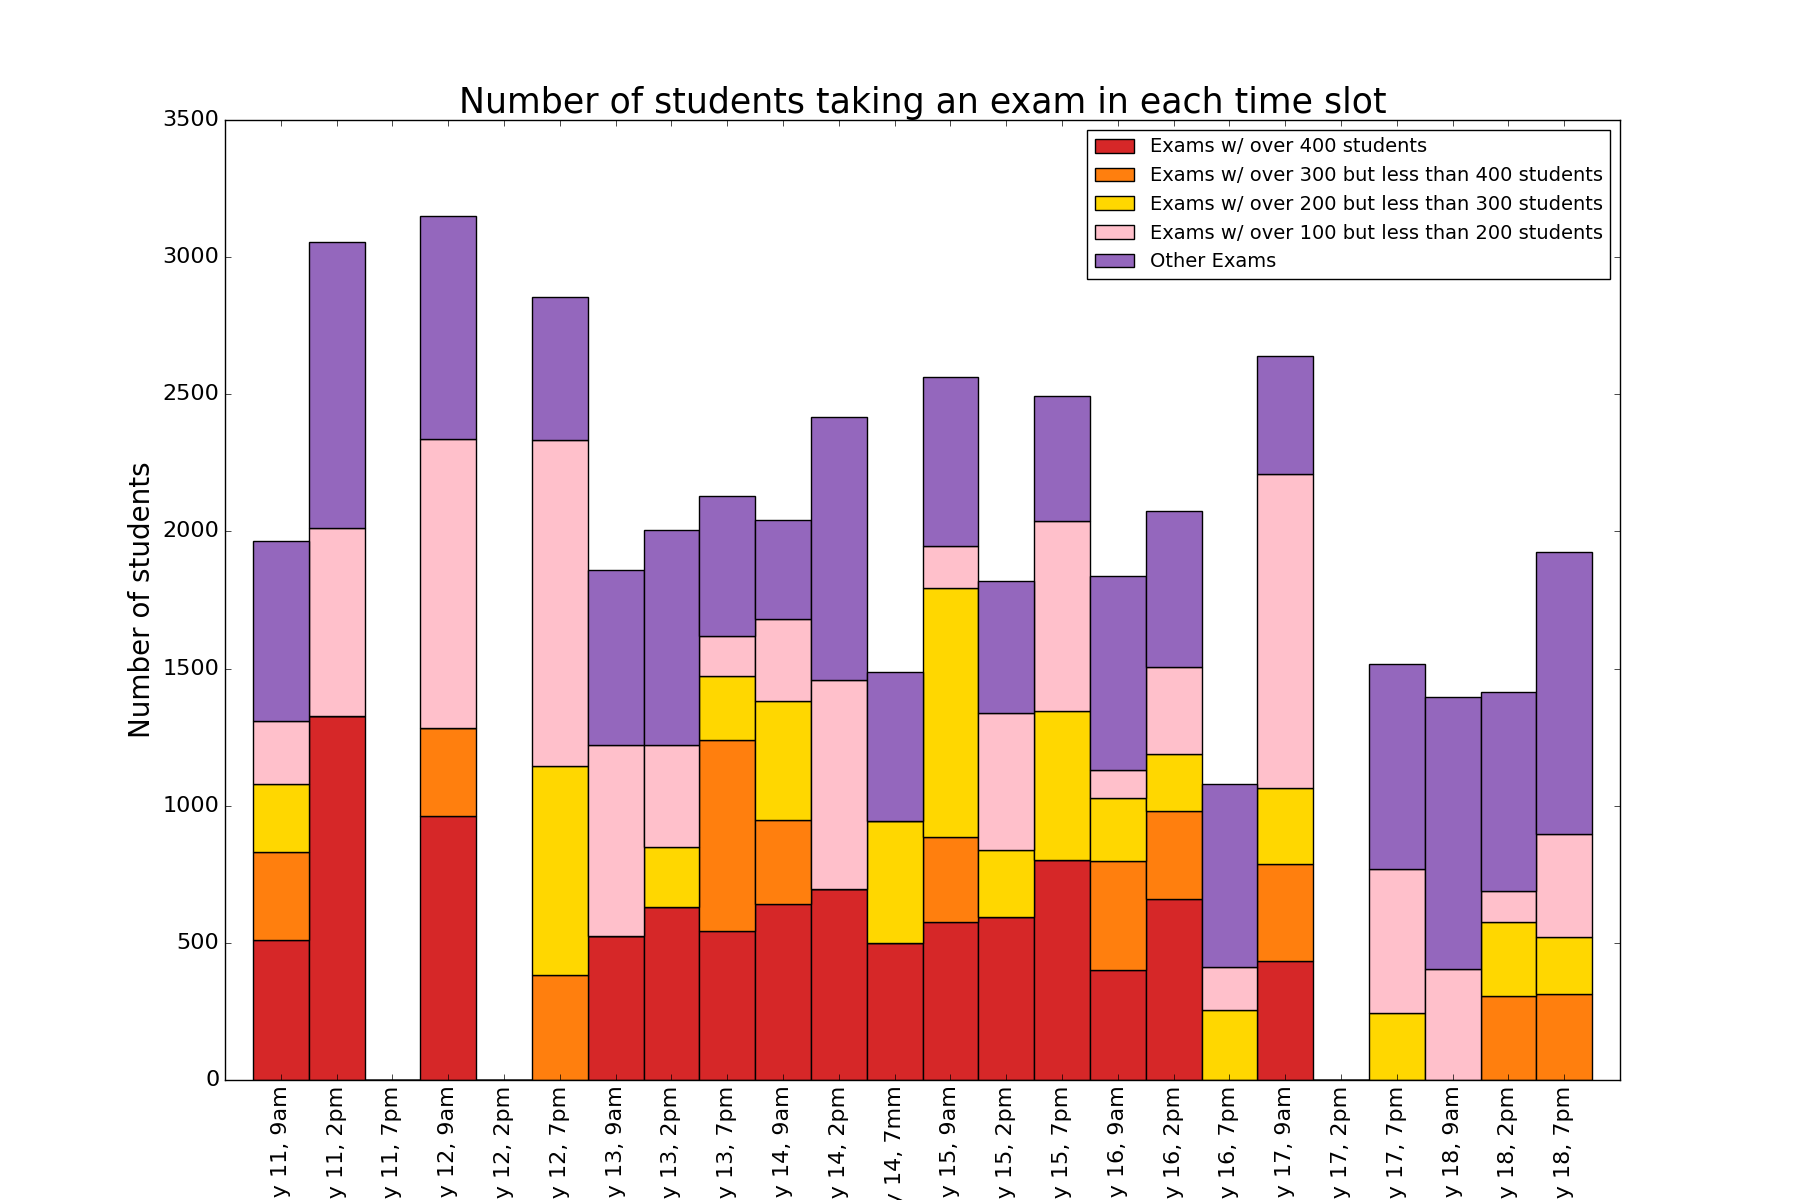 Number of students taking an exam in each time slot
3500
3000
2500
2000
1500
1000
500
0
Number of students
Exams w/ over 400 students
Exams w/ over 300 but less than 400 students
Exams w/ over 200 but less than 300 students
Exams w/ over 100 but less than 200 students
Other Exams
y 11, 9am
y 11, 2pm
y 11, 7pm
y 12, 9am
y 12, 2pm
y 12, 7pm
y 13, 9am
y 13, 2pm
y 13, 7pm
y 14, 9am
y 14, 2pm
y 14, 7mm
y 15, 9am
y 15, 2pm
y 15, 7pm
y 16, 9am
y 16, 2pm
y 16, 7pm
y 17, 9am
y 17, 2pm
y 17, 7pm
y 18, 9am
y 18, 2pm
y 18, 7pm